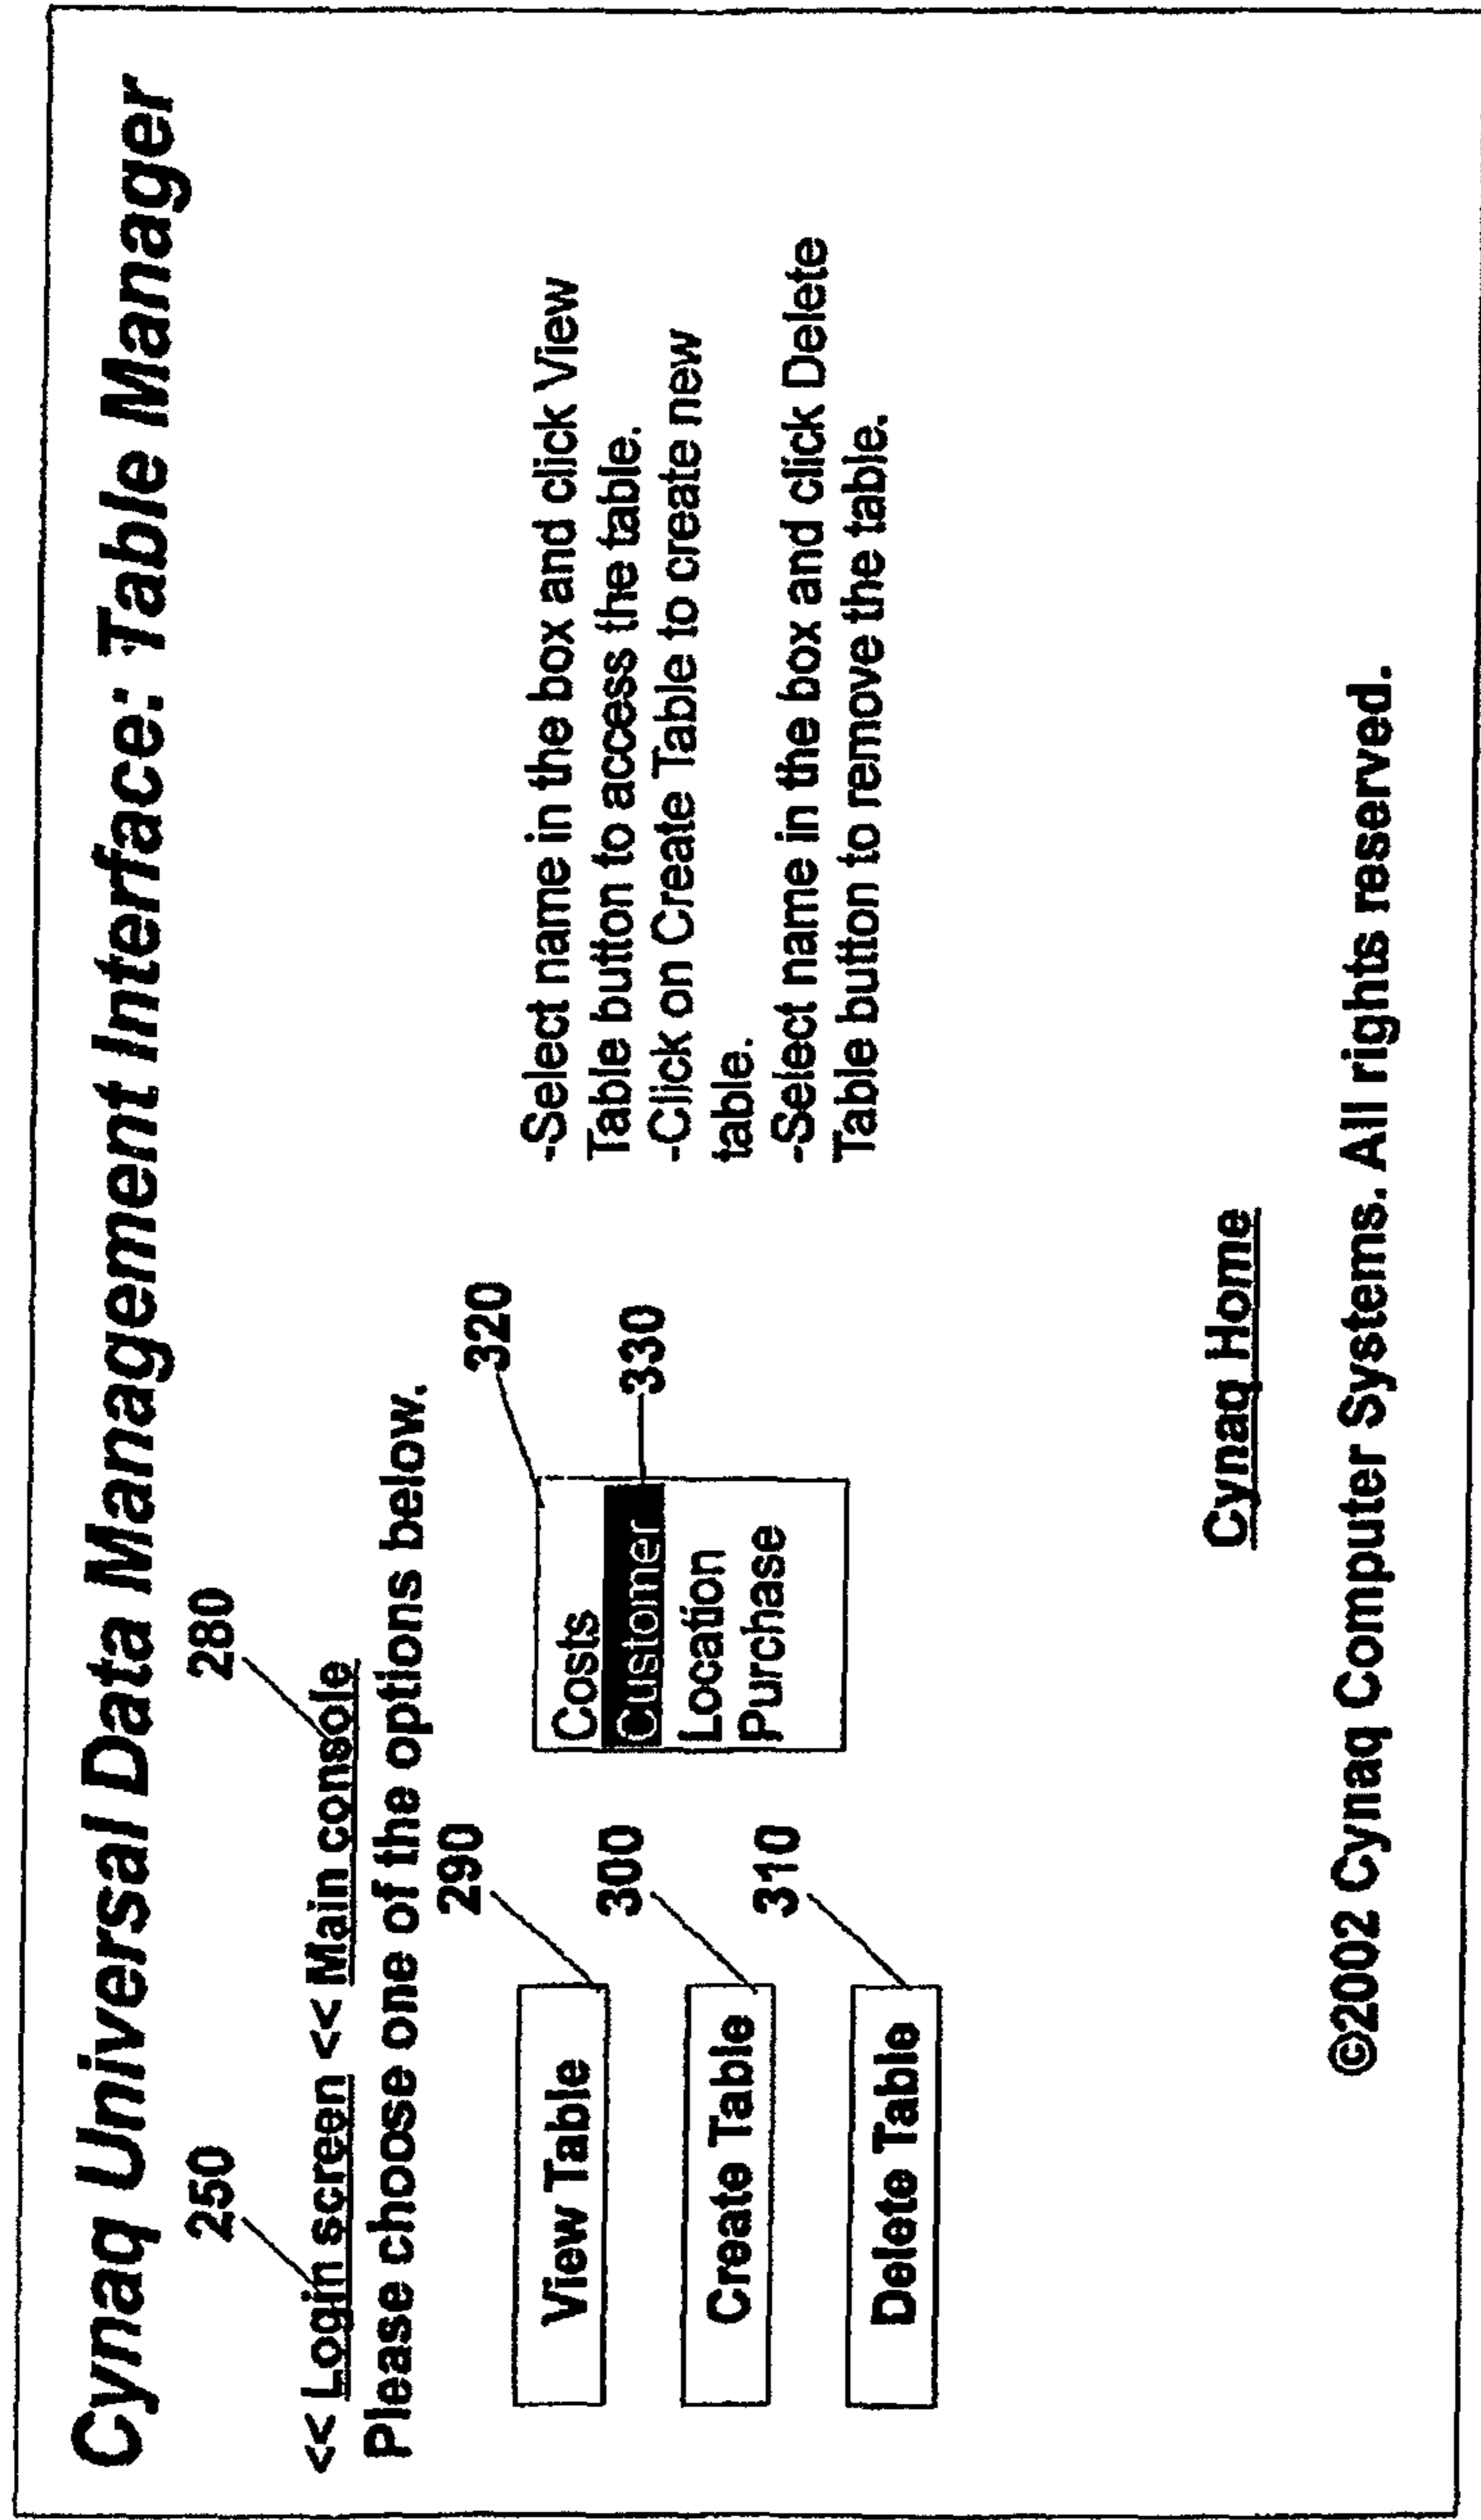 Cynaq Universal Data Management Interface: Table Manager
250
280
<< Login screen << Main console
Please choose one of the options below.
290
320
View Table
300
330
Create Table
310
Delete Table
Costs
Customer
Location
Purchase
-Select name in the box and click View
Table button to access the table.
-Click on Create Table to create new
table.
-Select name in the box and click Delete
Table button to remove the table.
Cynaq Home
©2002 Cynaq Computer Systems. All rights reserved.